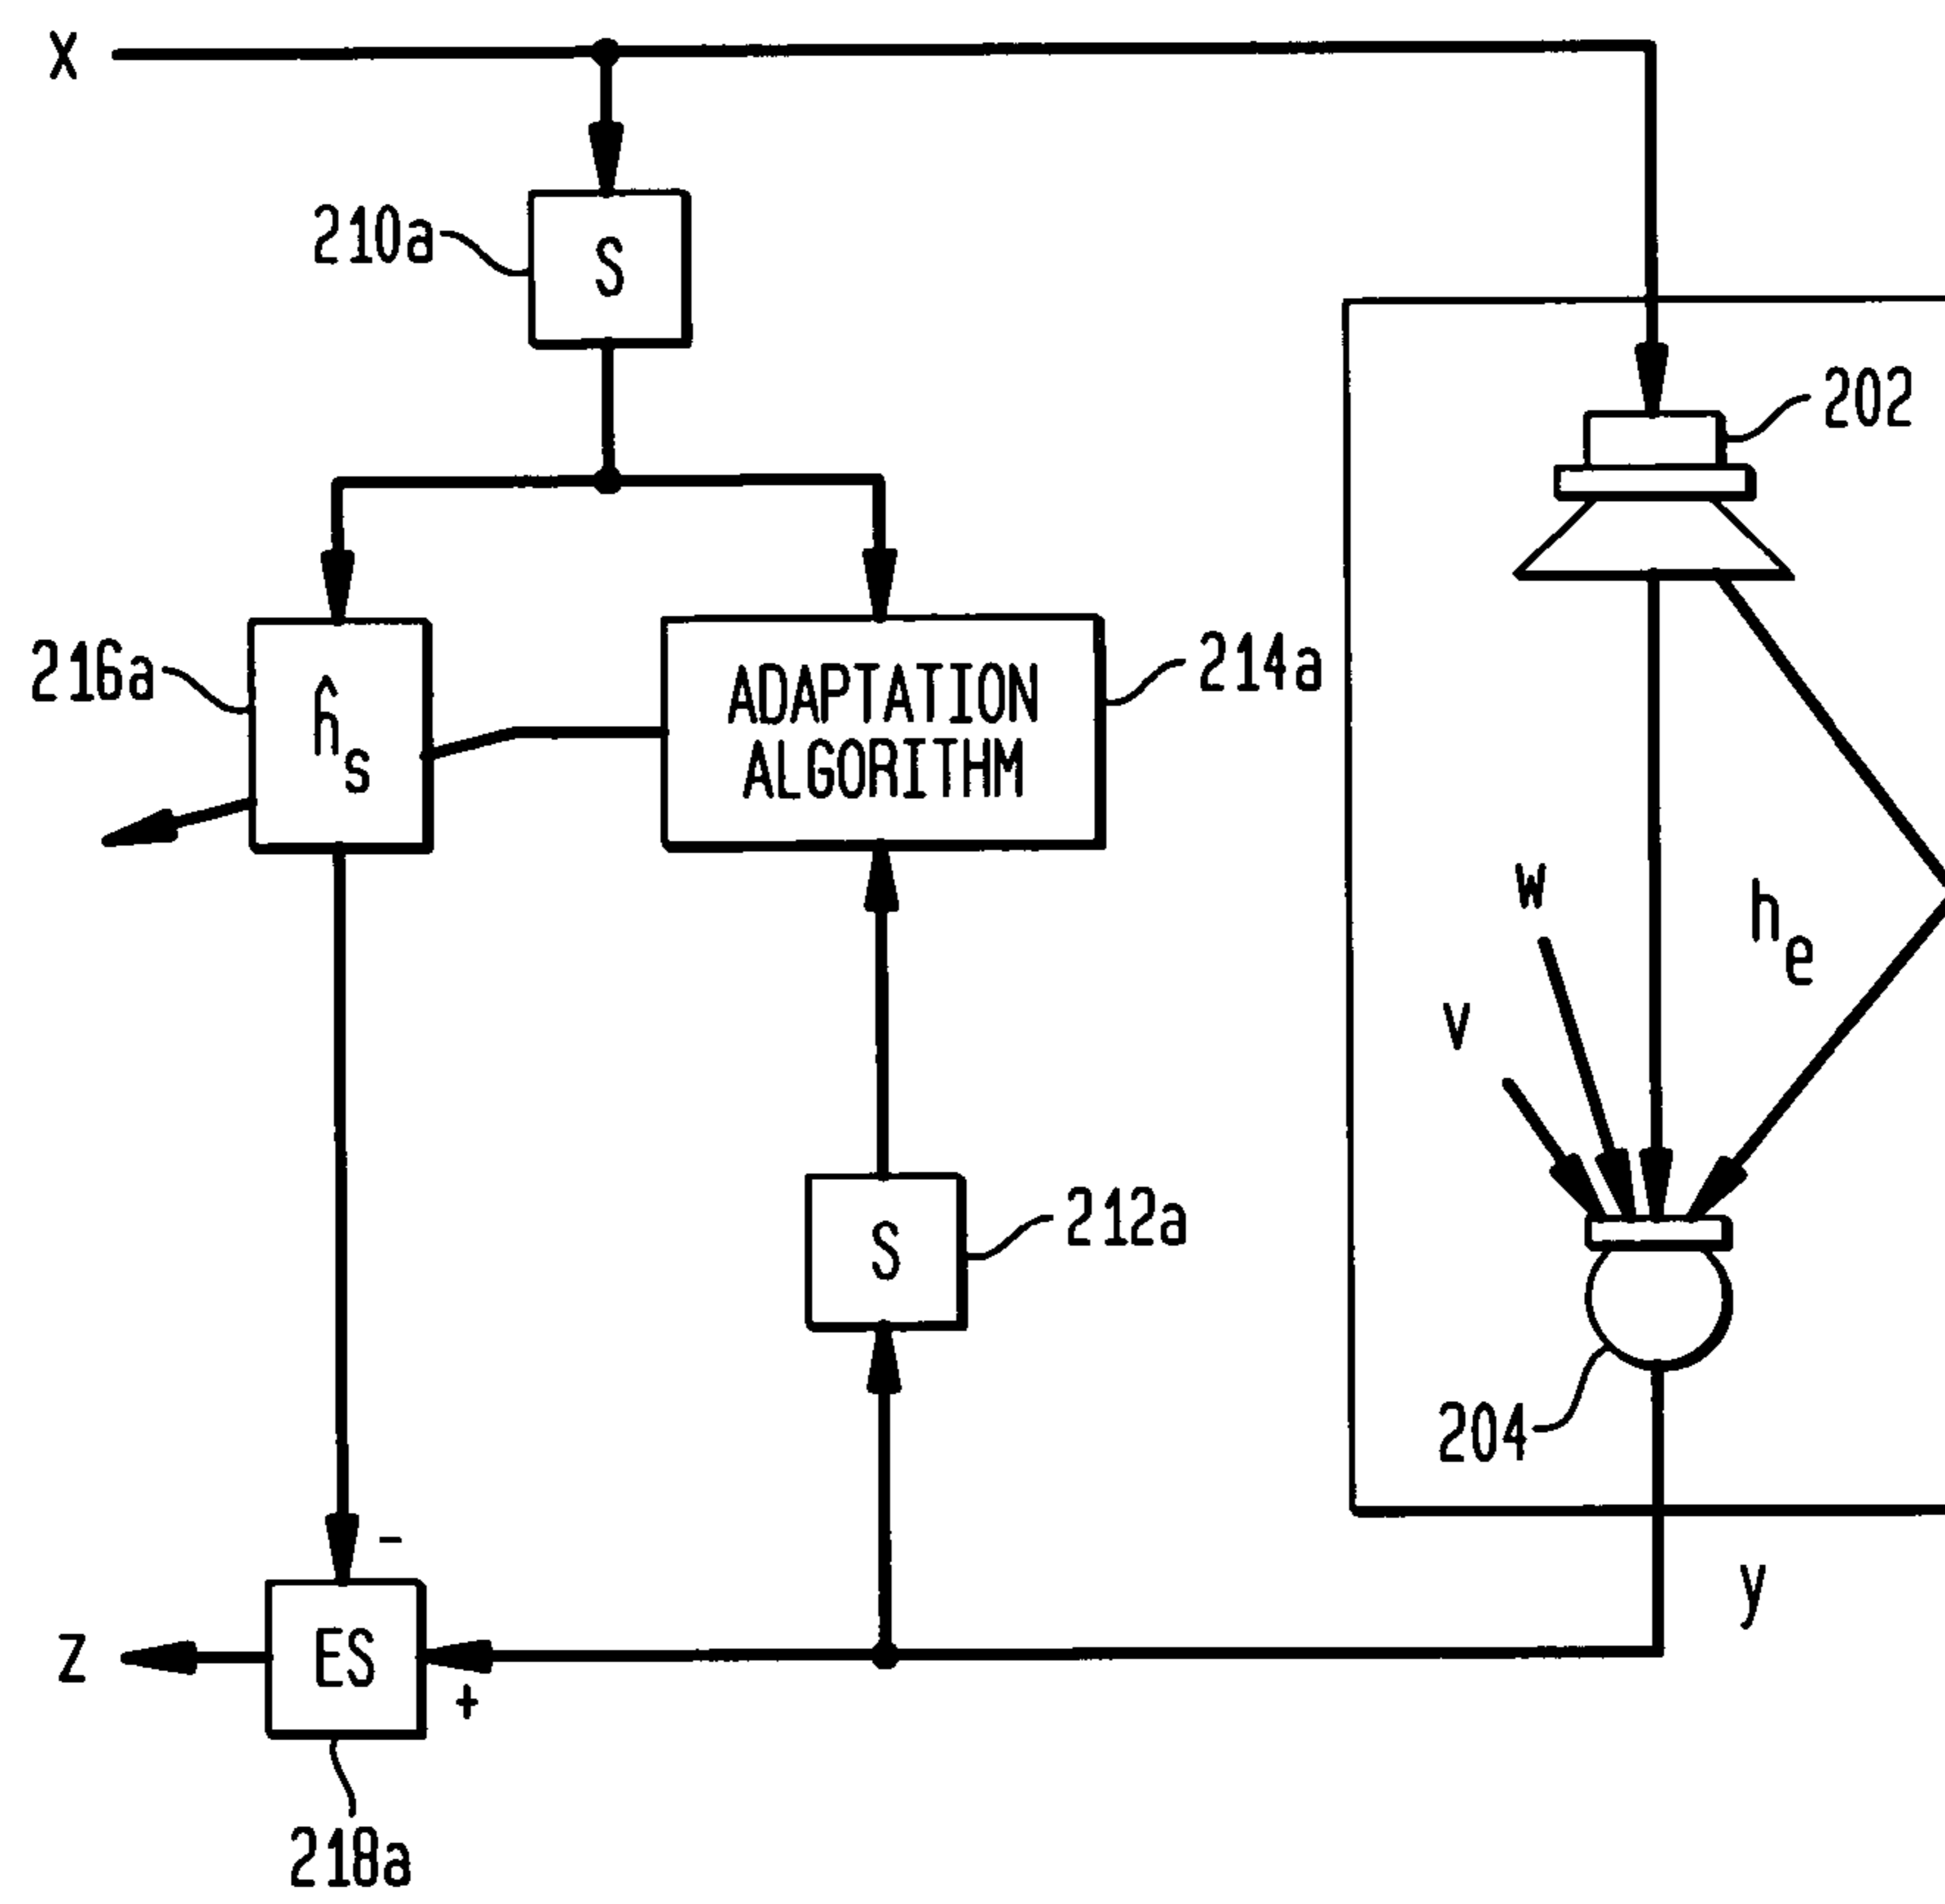 X
210a
S
202
216a
ĥs
ADAPTATION
ALGORITHM
214a
w
he
v
S
212a
204
-
y
z
ES
+
218a